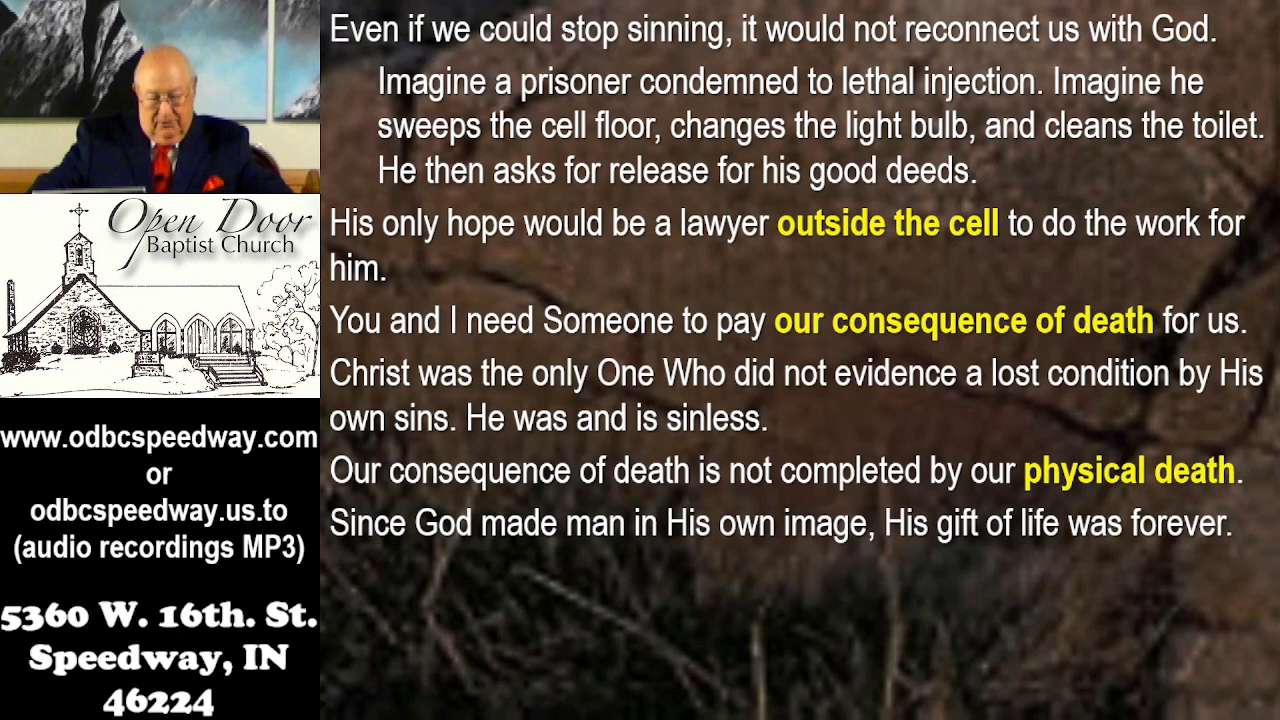 Even if we could stop sinning, it would not reconnect us with God.
Imagine a prisoner condemned to lethal injection. Imagine he
sweeps the cell floor, changes the light bulb, and cleans the toilet.
He then asks for release for his good deeds.
His only hope would be a lawyer outside the cell to do the work for
him.
You and I need Someone to pay our consequence of death for us.
Christ was the only One Who did not evidence a lost condition by His
own sins. He was and is sinless.
Our consequence of death is not completed by our physical death.
Since God made man in His own image, His gift of life was forever.
Open Door
Baptist Church
www.odbcspeedway.com
or
odbcspeedway.us.to
(audio recordings MP3)
5360 W. 16th. St.
Speedway, IN
46224